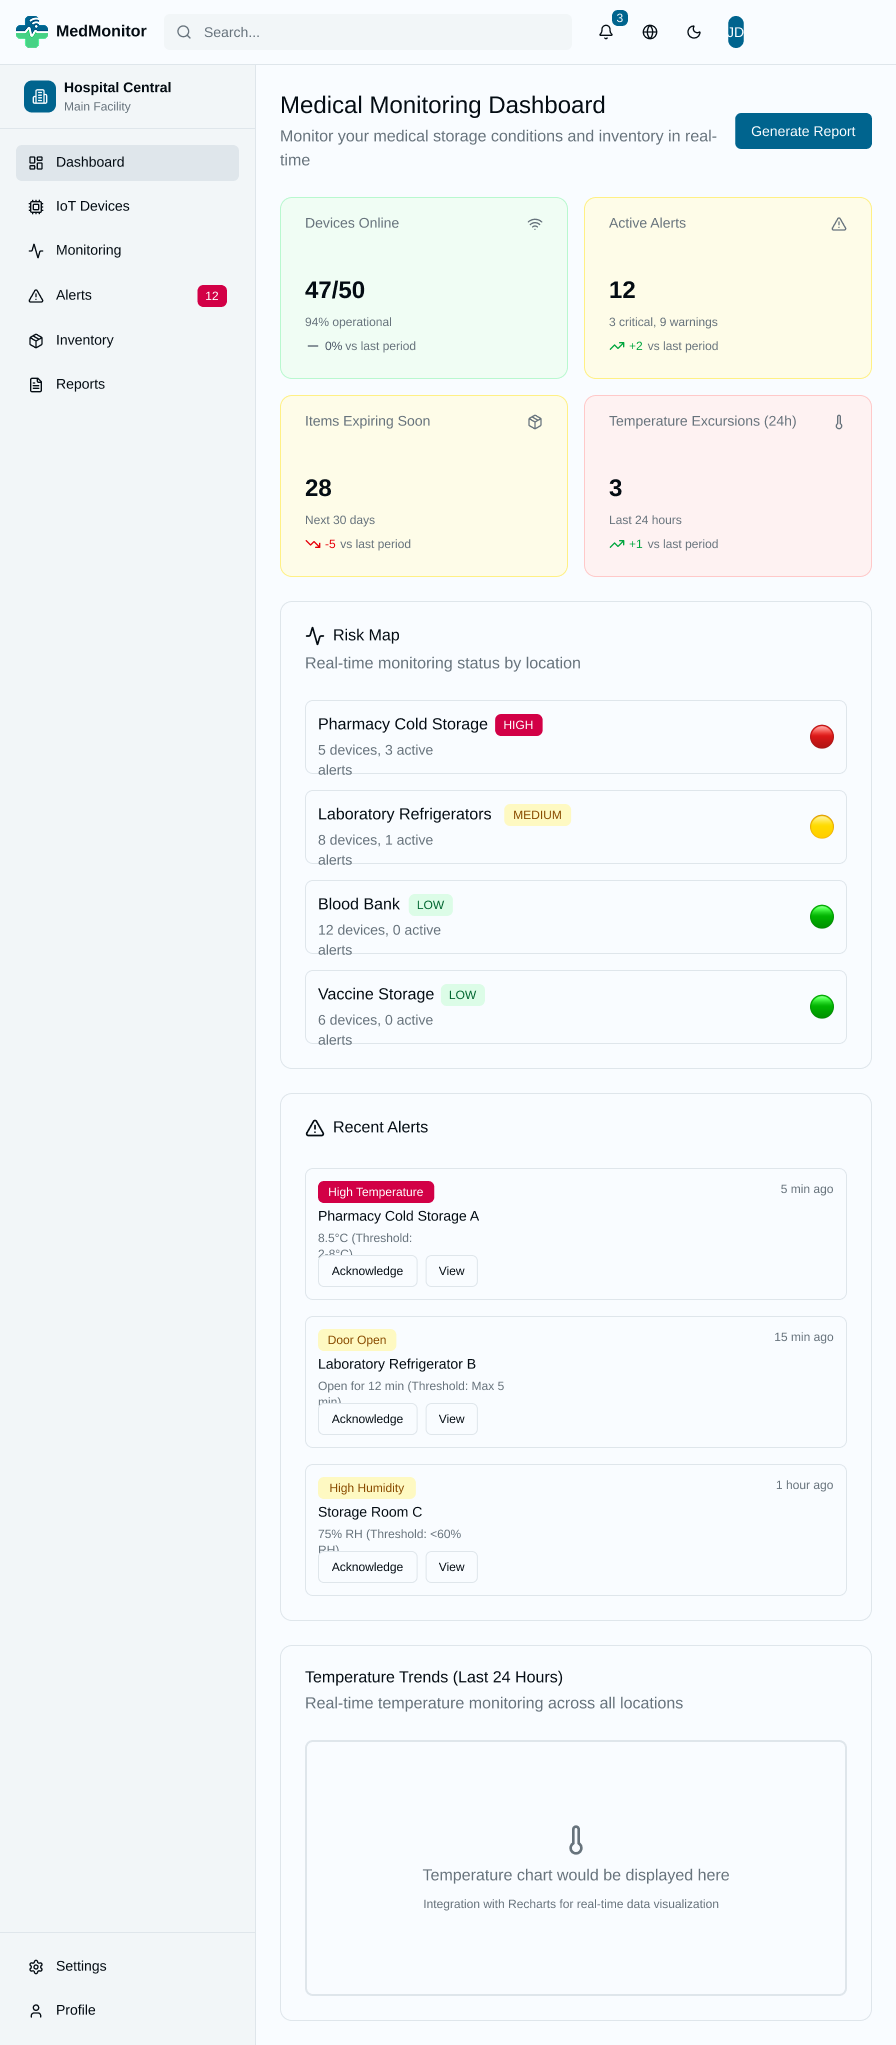 MedMonitor
Search...
3
JD
Hospital Central
Main Facility
Dashboard
IoT Devices
Monitoring
Alerts
12
Inventory
Reports
Settings
Profile
Medical Monitoring Dashboard
Monitor your medical storage conditions and inventory in real-
time
Generate Report
Devices Online
47/50
94% operational
0% vs last period
Active Alerts
12
3 critical, 9 warnings
+2 vs last period
Items Expiring Soon
28
Next 30 days
-5 vs last period
Temperature Excursions (24h)
3
Last 24 hours
+1 vs last period
Risk Map
Real-time monitoring status by location
Pharmacy Cold Storage HIGH
5 devices, 3 active
alerts
Laboratory Refrigerators MEDIUM
8 devices, 1 active
alerts
Blood Bank LOW
12 devices, 0 active
alerts
Vaccine Storage LOW
6 devices, 0 active
alerts
Recent Alerts
High Temperature
5 min ago
Pharmacy Cold Storage A
8.5°C (Threshold:
2-8°C)
Acknowledge View
Door Open
15 min ago
Laboratory Refrigerator B
Open for 12 min (Threshold: Max 5
min)
Acknowledge View
High Humidity
1 hour ago
Storage Room C
75% RH (Threshold: <60%
RH)
Acknowledge View
Temperature Trends (Last 24 Hours)
Real-time temperature monitoring across all locations
Temperature chart would be displayed here
Integration with Recharts for real-time data visualization